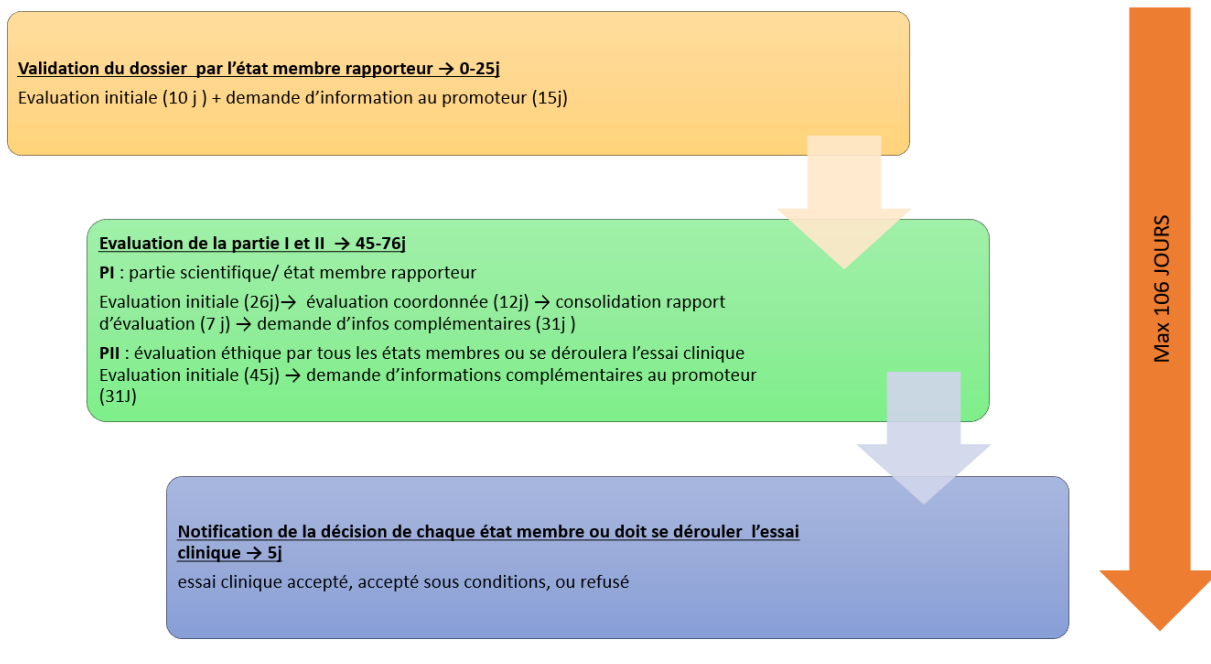 Validation du dossier  par l’état membre rapporteur → 0-25j
Evaluation initiale (10 j ) + demande d’information au promoteur (15j)
Evaluation de la partie I et II  → 45-76j
PI : partie scientifique/ état membre rapporteur
Evaluation initiale (26j)→  évaluation coordonnée (12j) → consolidation rapport
d’évaluation (7 j) → demande d’infos complémentaires (31j )
PII : évaluation éthique par tous les états membres ou se déroulera l’essai clinique
Evaluation initiale (45j) → demande d’informations complémentaires au promoteur
(31J)
Notification de la décision de chaque état membre ou doit se dérouler  l’essai
clinique → 5j
essai clinique accepté, accepté sous conditions, ou refusé
Max 106 JOURS